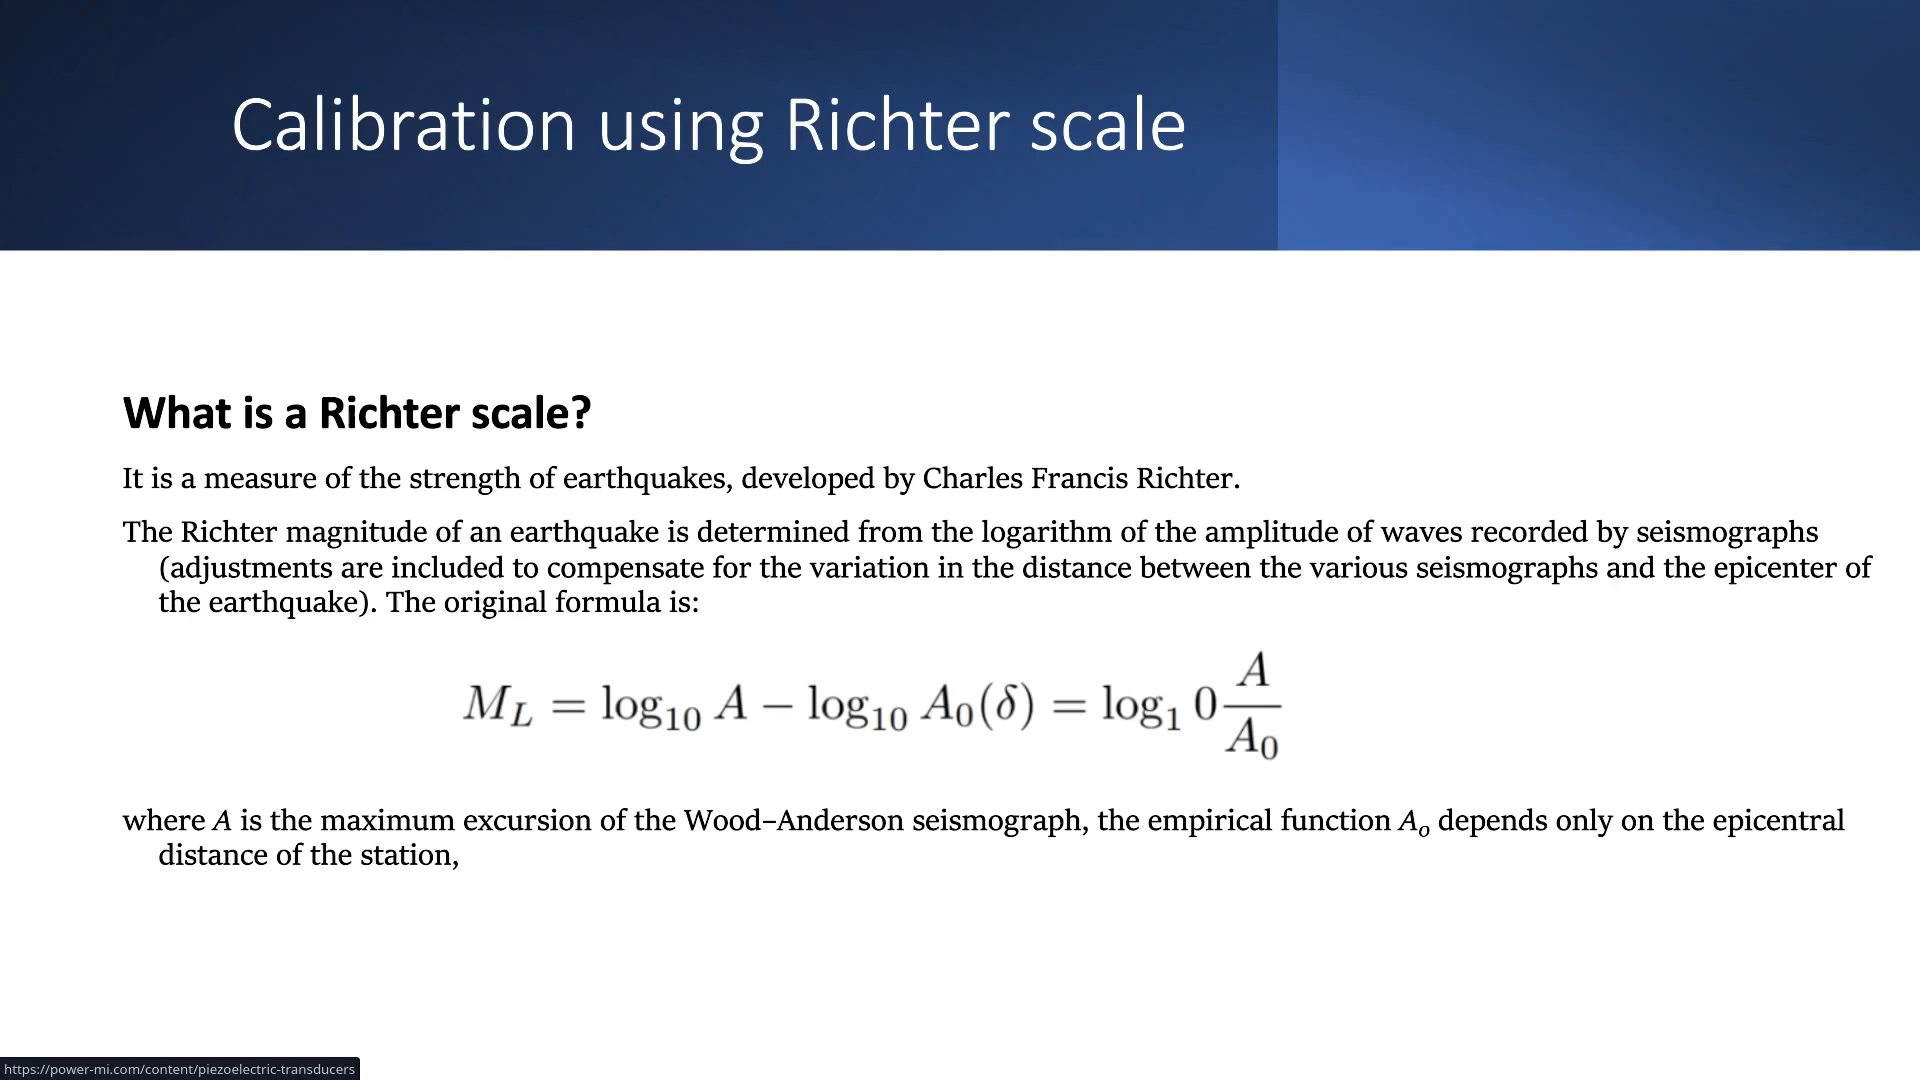 Calibration using Richter scale
What is a Richter scale?
It is a measure of the strength of earthquakes, developed by Charles Francis Richter.
The Richter magnitude of an earthquake is determined from the logarithm of the amplitude of waves recorded by seismographs
(adjustments are included to compensate for the variation in the distance between the various seismographs and the epicenter of
the earthquake). The original formula is:
M_L = log_10 A − log_10 A_0(δ) = log_1 0 A/A_0
where A is the maximum excursion of the Wood–Anderson seismograph, the empirical function A_o depends only on the epicentral
distance of the station,
https://power-mi.com/content/piezoelectric-transducers